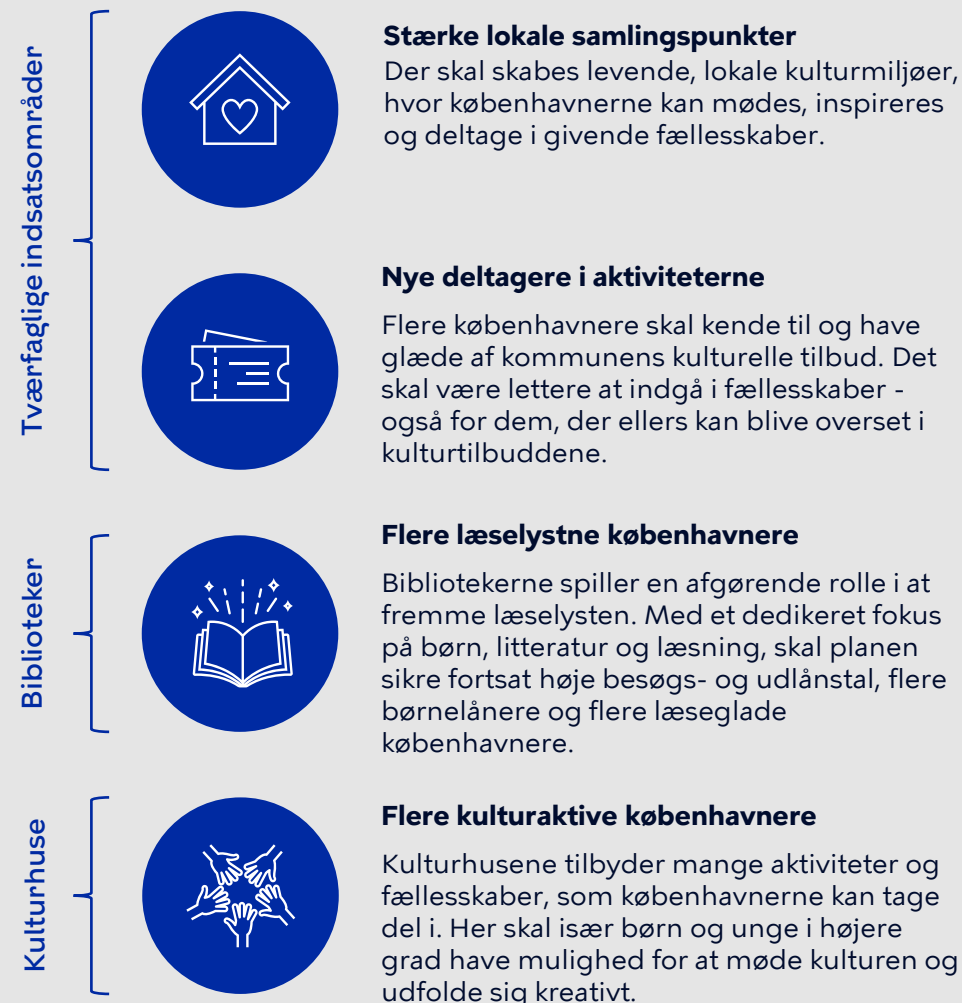 Tværfaglige indsatsområder
Stærke lokale samlingspunkter
Der skal skabes levende, lokale kulturmiljøer,
hvor københavnerne kan mødes, inspireres
og deltage i givende fællesskaber.
Nye deltagere i aktiviteterne
Flere københavnere skal kende til og have
glæde af kommunens kulturelle tilbud. Det
skal være lettere at indgå i fællesskaber -
også for dem, der ellers kan blive overset i
kulturtilbuddene.
Biblioteker
Flere læselystne københavnere
Bibliotekerne spiller en afgørende rolle i at
fremme læselysten. Med et dedikeret fokus
på børn, litteratur og læsning, skal planen
sikre fortsat høje besøgs- og udlånstal, flere
børnelånere og flere læseglade
københavnere.
Kulturhuse
Flere kulturaktive københavnere
Kulturhusene tilbyder mange aktiviteter og
fællesskaber, som københavnerne kan tage
del i. Her skal især børn og unge i højere
grad have mulighed for at møde kulturen og
udfolde sig kreativt.